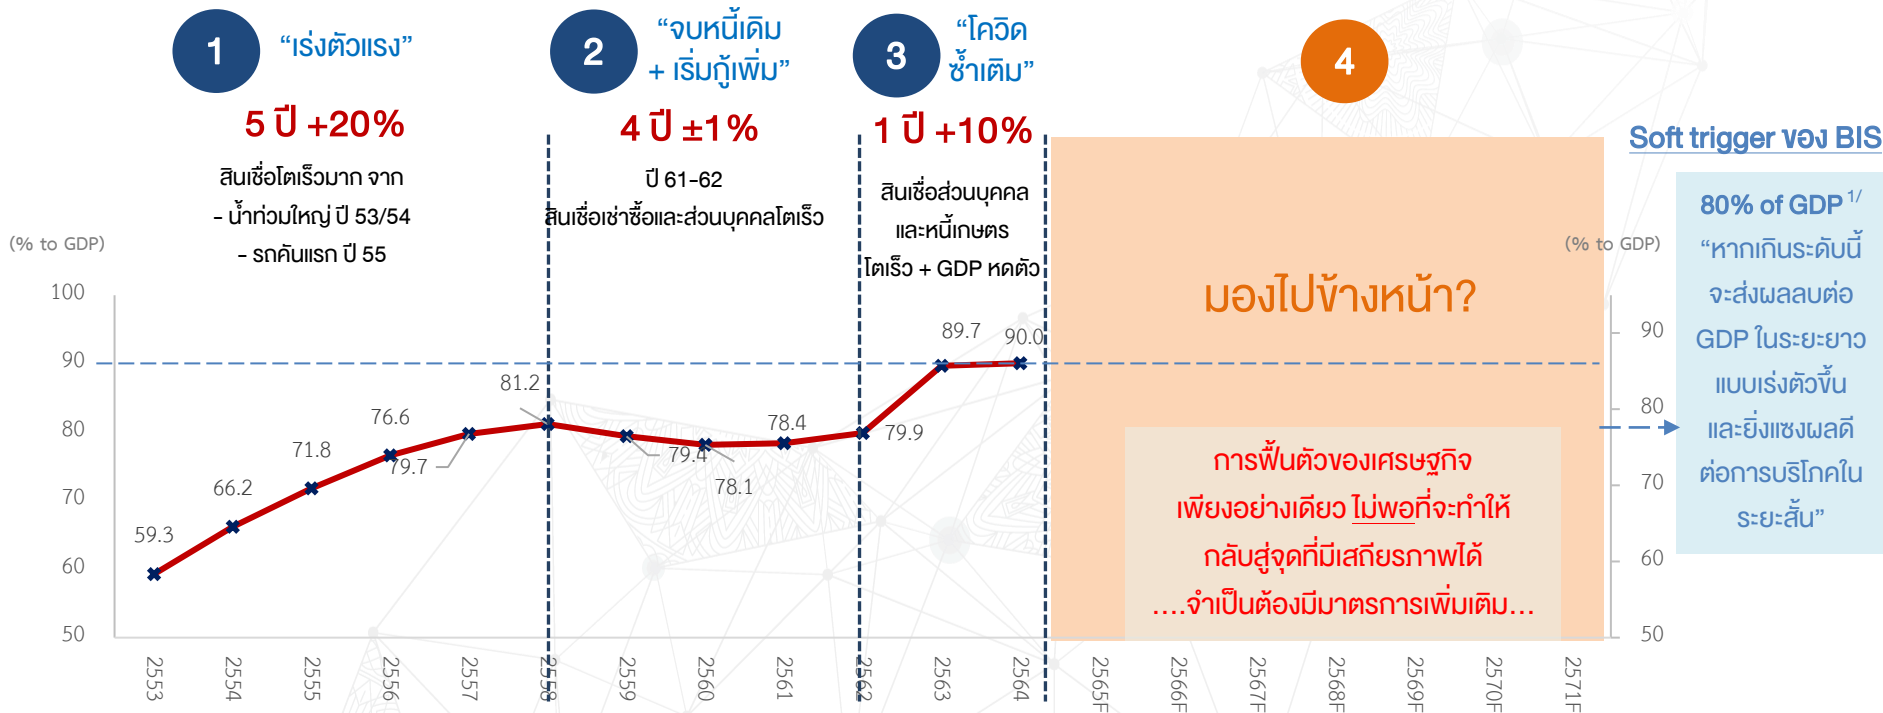 1
“เร่งตัวแรง”
5 ปี +20%
สินเชื่อโตเร็วมาก จาก
- น้ำท่วมใหญ่ ปี 53/54
- รถคันแรก ปี 55
2
“จบหนี้เดิม
+ เริ่มกู้เพิ่ม”
4 ปี ±1%
ปี 61-62
สินเชื่อเช่าซื้อและส่วนบุคคลโตเร็ว
3
“โควิด
ซ้ำเติม”
1 ปี +10%
สินเชื่อส่วนบุคคล
และหนี้เกษตร
โตเร็ว + GDP หดตัว
4
มองไปข้างหน้า?
การฟื้นตัวของเศรษฐกิจ
เพียงอย่างเดียว ไม่พอที่จะทำให้
กลับสู่จุดที่มีเสถียรภาพได้
....จำเป็นต้องมีมาตรการเพิ่มเติม...
Soft trigger ของ BIS
80% of GDP 1/
“หากเกินระดับนี้
จะส่งผลลบต่อ
GDP ในระยะยาว
แบบเร่งตัวขึ้น
และยิ่งแซงผลดี
ต่อการบริโภคใน
ระยะสั้น”
(% to GDP)
100
90
80
70
60
50
59.3
66.2
71.8
76.6
79.7
81.2
79.4
78.1
78.4
79.9
89.7
90.0
(% to GDP)
90
80
70
60
50
2553
2554
2555
2556
2557
2558
2559
2560
2561
2562
2563
2564
2565F
2566F
2567F
2568F
2569F
2570F
2571F